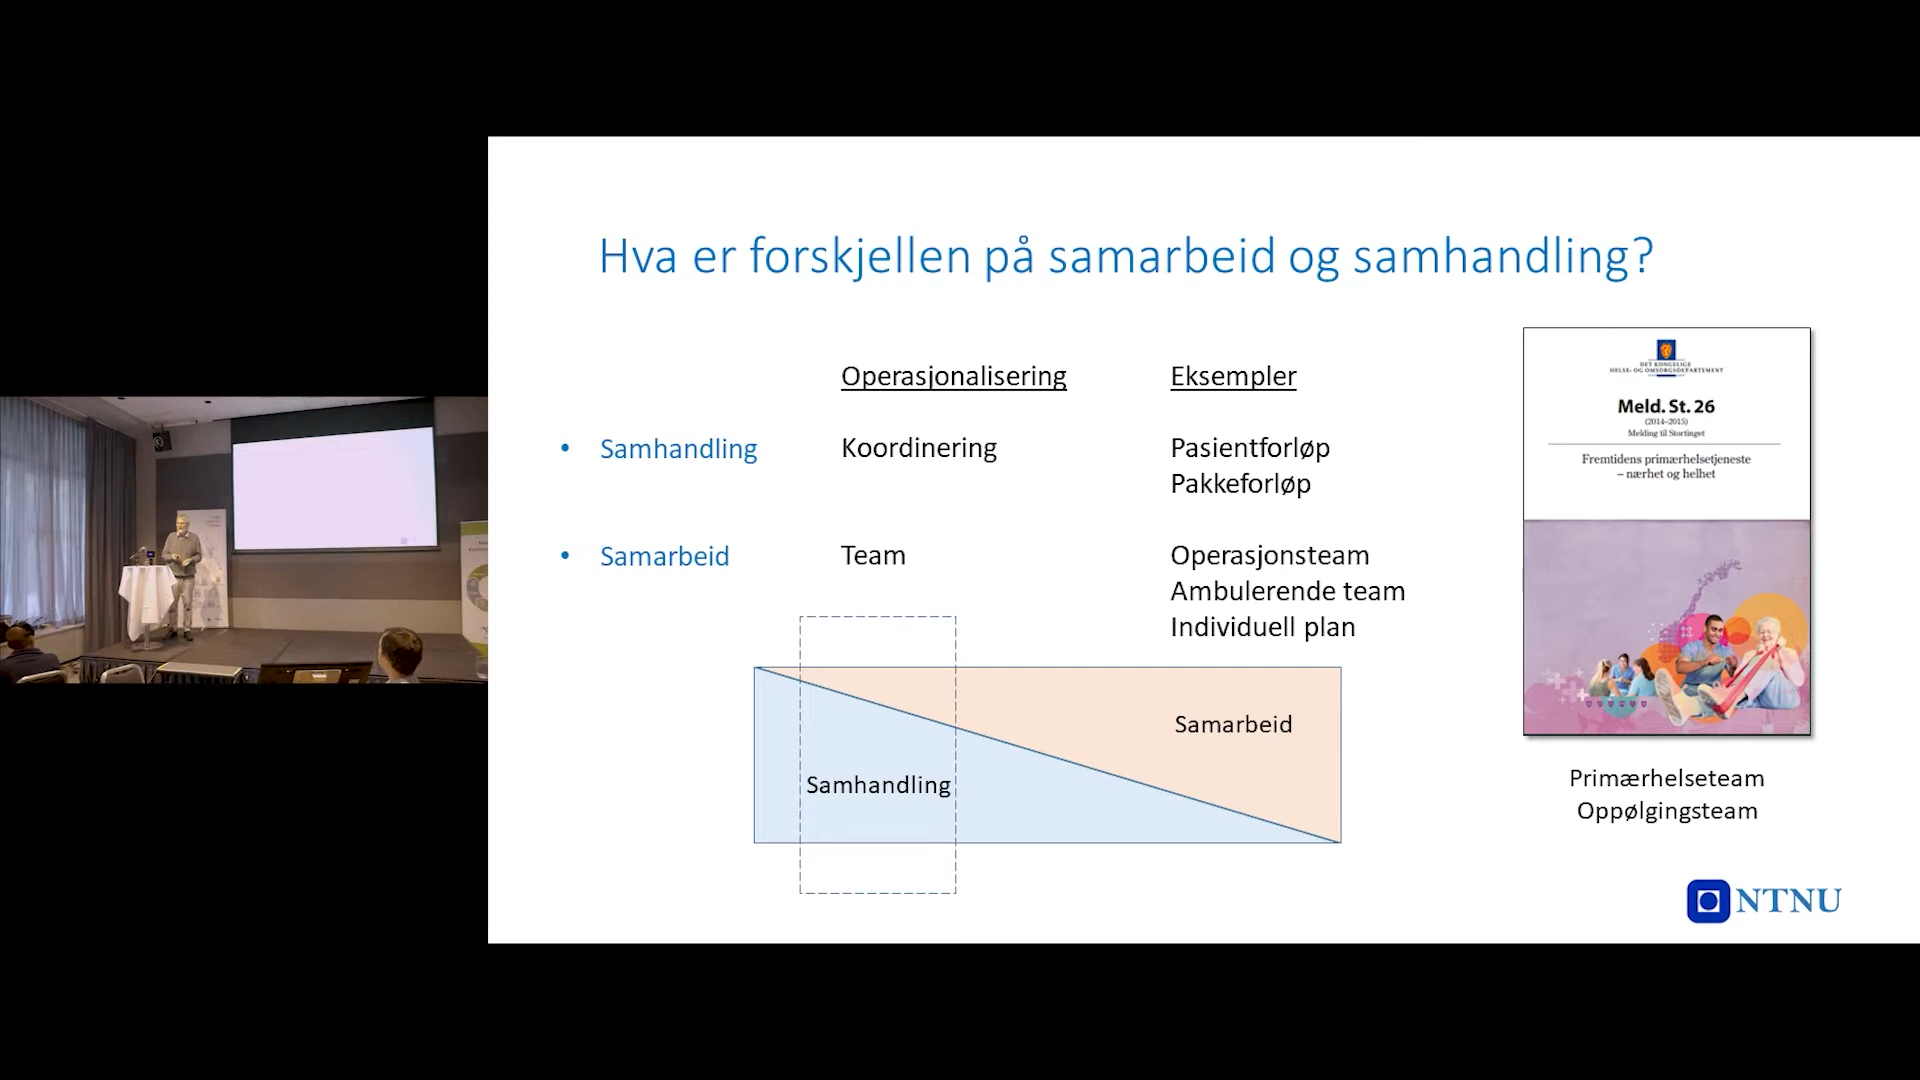 Hva er forskjellen på samarbeid og samhandling?
Operasjonalisering
Eksempler
• Samhandling
Koordinering
Pasientforløp
Pakkeforløp
• Samarbeid
Team
Operasjonsteam
Ambulerende team
Individuell plan
Samarbeid
Samhandling
DET KONGELIGE
HELSE- OG OMSORGSDEPARTEMENT
Meld. St. 26
(2014–2015)
Melding til Stortinget
Fremtidens primærhelsetjeneste
– nærhet og helhet
Primærhelseteam
Oppølgingsteam
NTNU